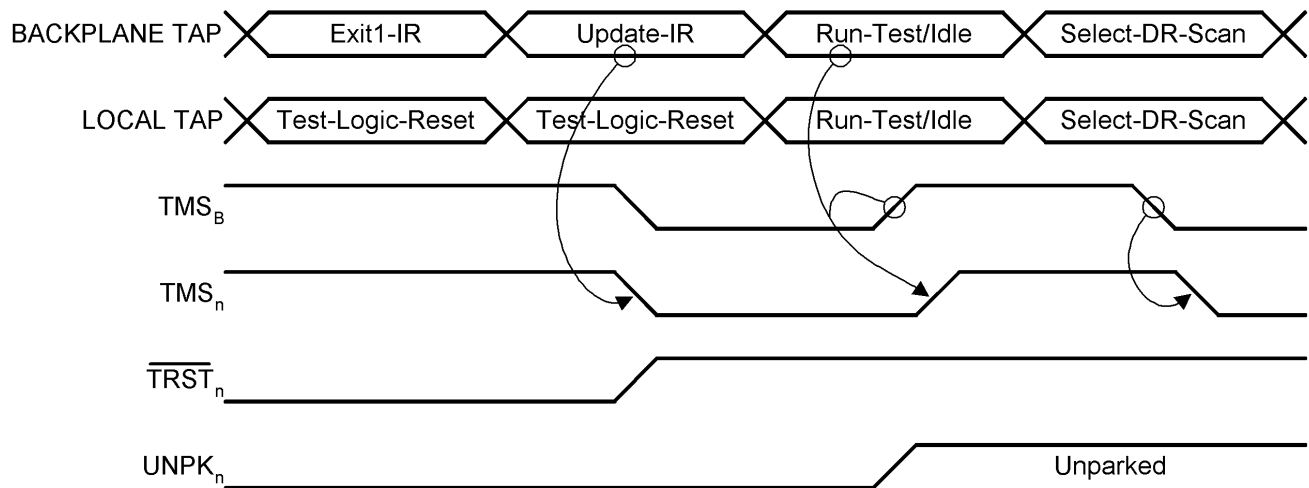 BACKPLANE TAP Exit1-IR Update-IR Run-Test/Idle Select-DR-Scan
LOCAL TAP Test-Logic-Reset Test-Logic-Reset Run-Test/Idle Select-DR-Scan
TMS_B
TMS_n
T̅R̅S̅T̅_n
UNPK_n Unparked